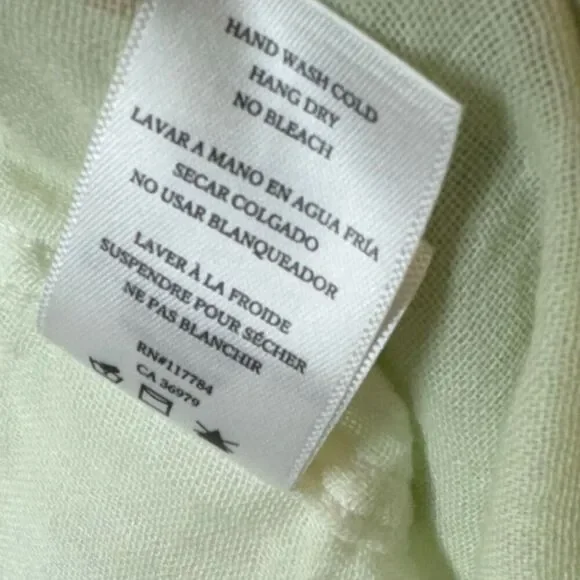 HAND WASH COLD
HANG DRY
NO BLEACH
LAVAR A MANO EN AGUA FRÍA
SECAR COLGADO
NO USAR BLANQUEADOR
LAVER À LA FROIDE
SUSPENDRE POUR SÉCHER
NE PAS BLANCHIR
RN#117784
CA 36979